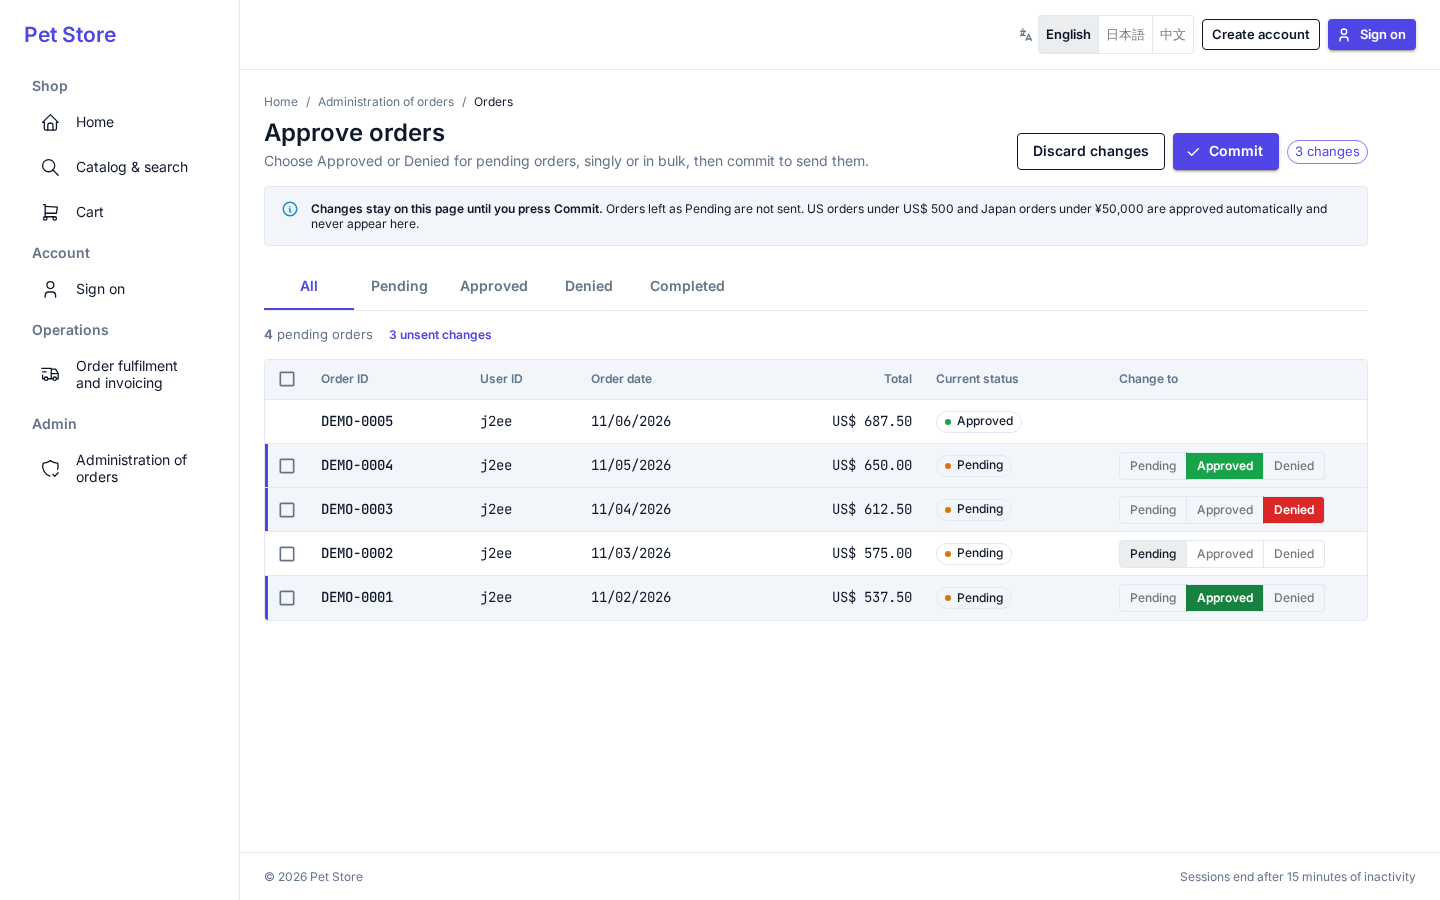 Pet Store
English
日本語
中文
Create account
Sign on
Shop
Home
Catalog & search
Cart
Account
Sign on
Operations
Order fulfilment
and invoicing
Admin
Administration of
orders
Home / Administration of orders / Orders
Approve orders
Choose Approved or Denied for pending orders, singly or in bulk, then commit to send them.
Discard changes
Commit
3 changes
Changes stay on this page until you press Commit. Orders left as Pending are not sent. US orders under US$ 500 and Japan orders under ¥50,000 are approved automatically and
never appear here.
All
Pending
Approved
Denied
Completed
4 pending orders
3 unsent changes
Order ID User ID Order date Total Current status Change to
DEMO-0005 j2ee 11/06/2026 US$ 687.50 Approved
DEMO-0004 j2ee 11/05/2026 US$ 650.00 Pending Pending Approved Denied
DEMO-0003 j2ee 11/04/2026 US$ 612.50 Pending Pending Approved Denied
DEMO-0002 j2ee 11/03/2026 US$ 575.00 Pending Pending Approved Denied
DEMO-0001 j2ee 11/02/2026 US$ 537.50 Pending Pending Approved Denied
© 2026 Pet Store
Sessions end after 15 minutes of inactivity